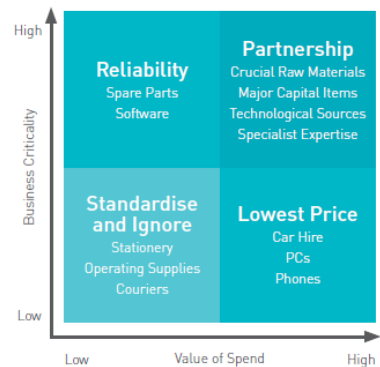 High
Business Criticality
Low
Reliability
Spare Parts
Software
Partnership
Crucial Raw Materials
Major Capital Items
Technological Sources
Specialist Expertise
Standardise
and Ignore
Stationery
Operating Supplies
Couriers
Lowest Price
Car Hire
PCs
Phones
Low
Value of Spend
High